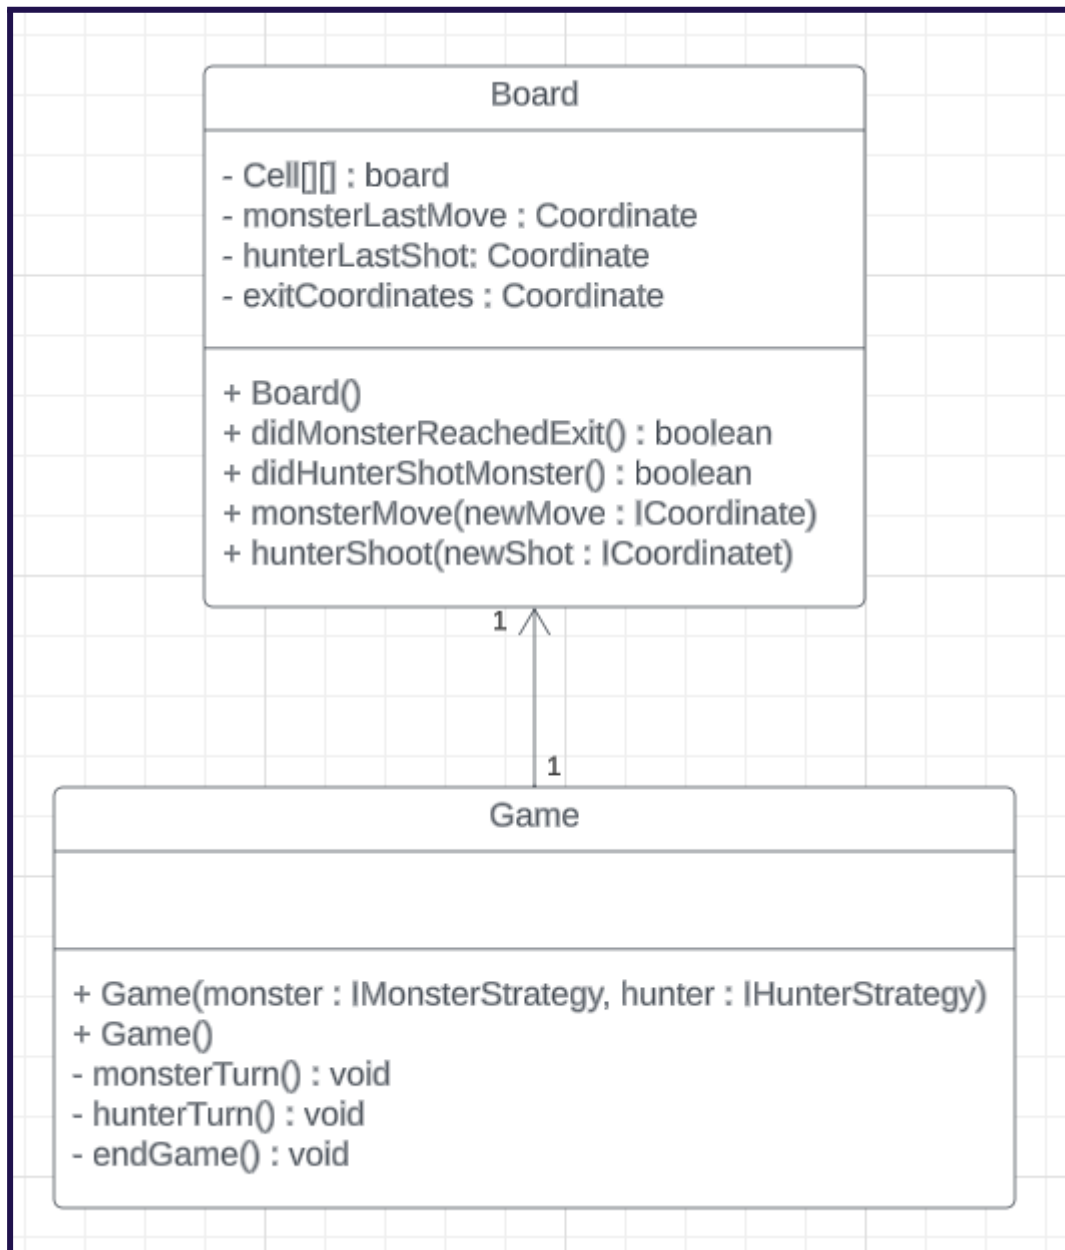 Board
- Cell[][] : board
- monsterLastMove : Coordinate
- hunterLastShot: Coordinate
- exitCoordinates : Coordinate
+ Board()
+ didMonsterReachedExit() : boolean
+ didHunterShotMonster() : boolean
+ monsterMove(newMove : ICoordinate)
+ hunterShoot(newShot : ICoordinatet)
1
1
Game
+ Game(monster : IMonsterStrategy, hunter : IHunterStrategy)
+ Game()
- monsterTurn() : void
- hunterTurn() : void
- endGame() : void